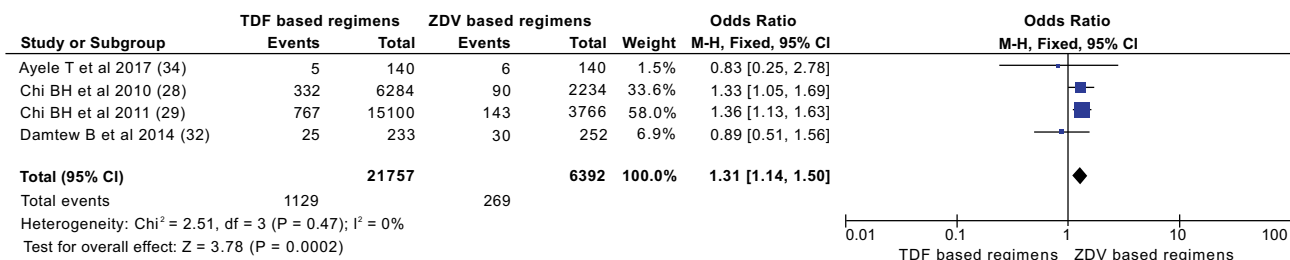 TDF based regimens ZDV based regimens Odds Ratio Odds Ratio
Study or Subgroup Events Total Events Total Weight M-H, Fixed, 95% CI M-H, Fixed, 95% CI
Ayele T et al 2017 (34) 5 140 6 140 1.5% 0.83 [0.25, 2.78]
Chi BH et al 2010 (28) 332 6284 90 2234 33.6% 1.33 [1.05, 1.69]
Chi BH et al 2011 (29) 767 15100 143 3766 58.0% 1.36 [1.13, 1.63]
Damtew B et al 2014 (32) 25 233 30 252 6.9% 0.89 [0.51, 1.56]
Total (95% CI) 21757 6392 100.0% 1.31 [1.14, 1.50]
Total events 1129 269
Heterogeneity: Chi² = 2.51, df = 3 (P = 0.47); I² = 0%
Test for overall effect: Z = 3.78 (P = 0.0002)
0.01 0.1 1 10 100
TDF based regimens ZDV based regimens